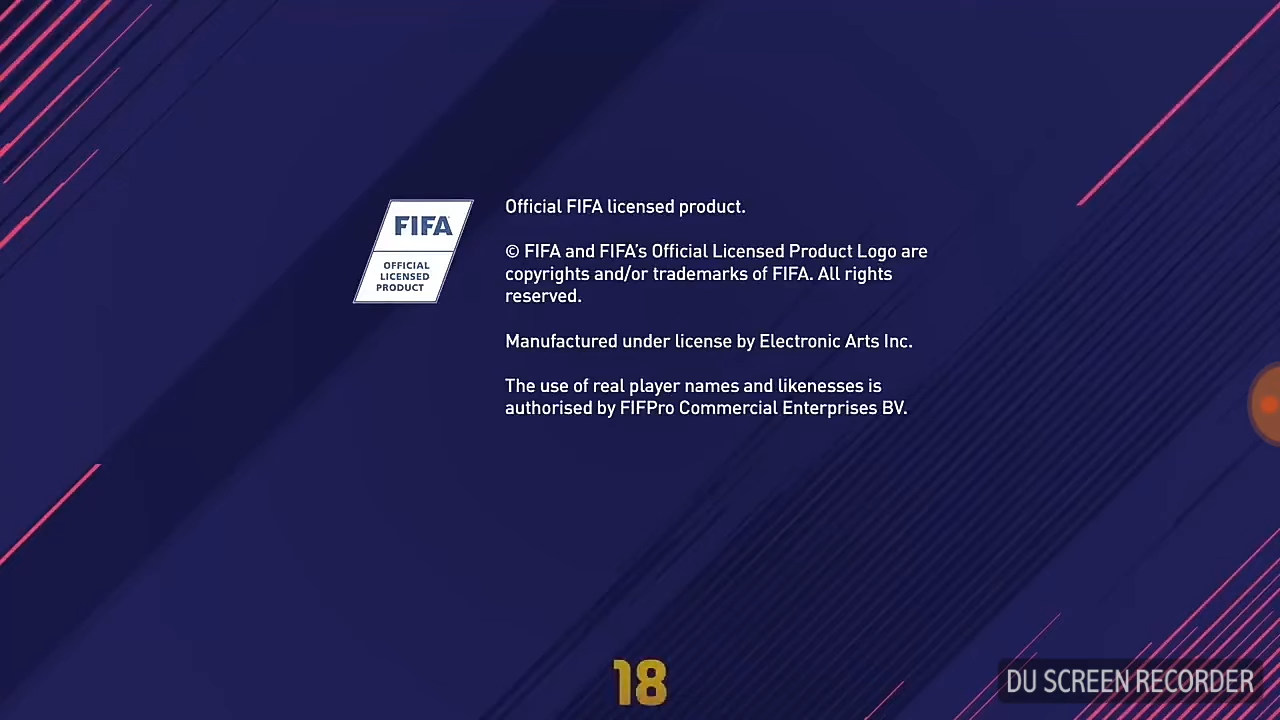 FIFA
OFFICIAL
LICENSED
PRODUCT
Official FIFA licensed product.
© FIFA and FIFA's Official Licensed Product Logo are
copyrights and/or trademarks of FIFA. All rights
reserved.
Manufactured under license by Electronic Arts Inc.
The use of real player names and likenesses is
authorised by FIFPro Commercial Enterprises BV.
18
DU SCREEN RECORDER